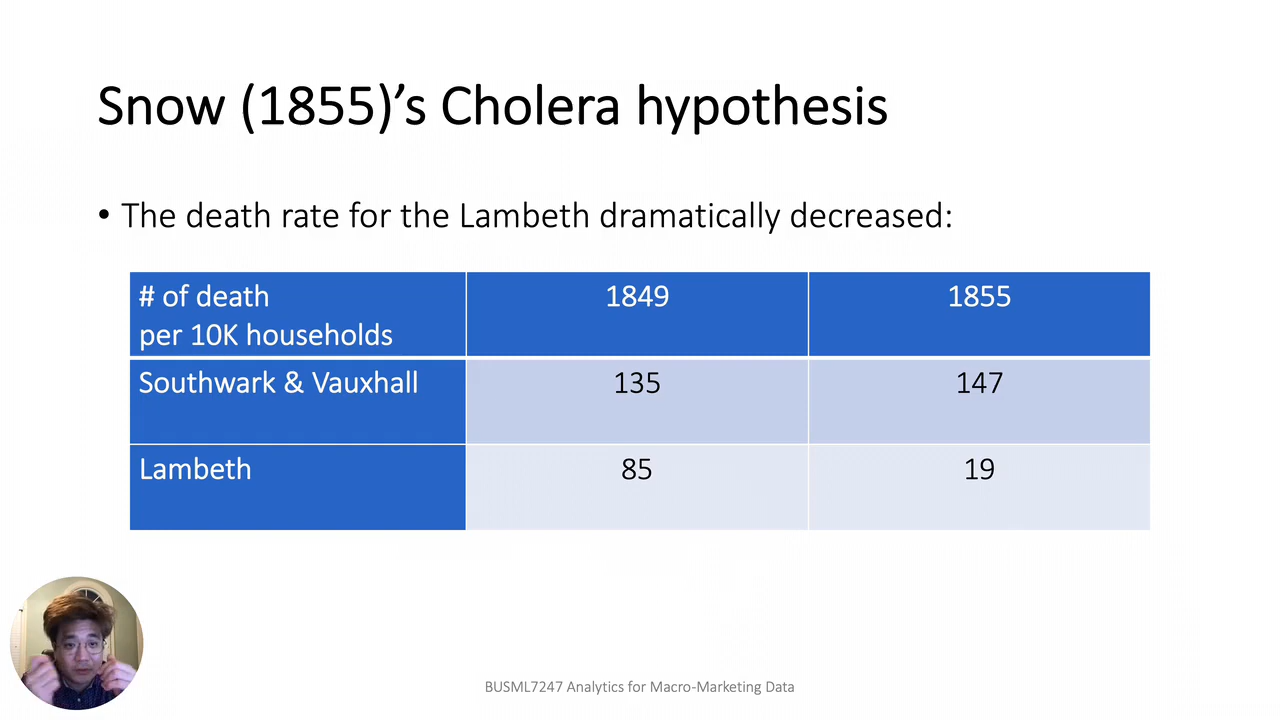 Snow (1855)’s Cholera hypothesis
• The death rate for the Lambeth dramatically decreased:
# of death
per 10K households
1849
1855
Southwark & Vauxhall
135
147
Lambeth
85
19
BUSML7247 Analytics for Macro-Marketing Data